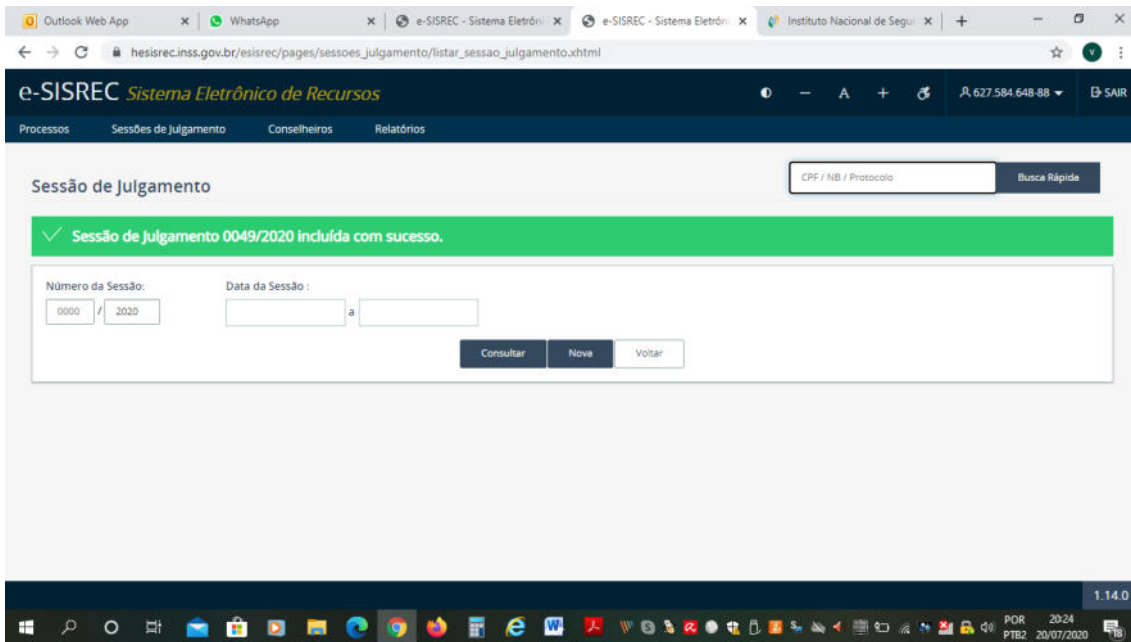 Outlook Web App
WhatsApp
e-SISREC - Sistema Eletrôni
e-SISREC - Sistema Eletrôni
Instituto Nacional de Segu
hesisrec.inss.gov.br/esisrec/pages/sessoes_julgamento/listar_sessao_julgamento.xhtml
V
e-SISREC Sistema Eletrônico de Recursos
A
627.584.648-88
SAIR
Processos
Sessões de Julgamento
Conselheiros
Relatórios
Sessão de Julgamento
CPF / NB / Protocolo
Busca Rápida
Sessão de Julgamento 0049/2020 incluída com sucesso.
Número da Sessão:
Data da Sessão :
0000 / 2020
a
Consultar
Nova
Voltar
1.14.0
POR
PTB2
20:24
20/07/2020
18